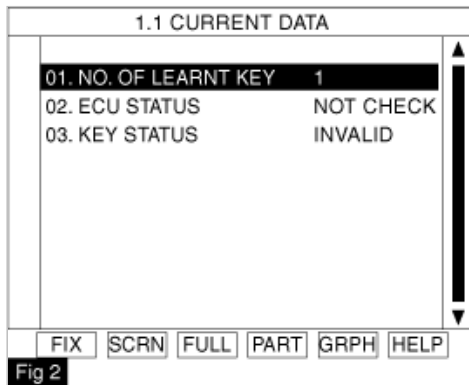 1.1 CURRENT DATA
01. NO. OF LEARNT KEY 1
02. ECU STATUS NOT CHECK
03. KEY STATUS INVALID
FIX SCRN FULL PART GRPH HELP
Fig 2